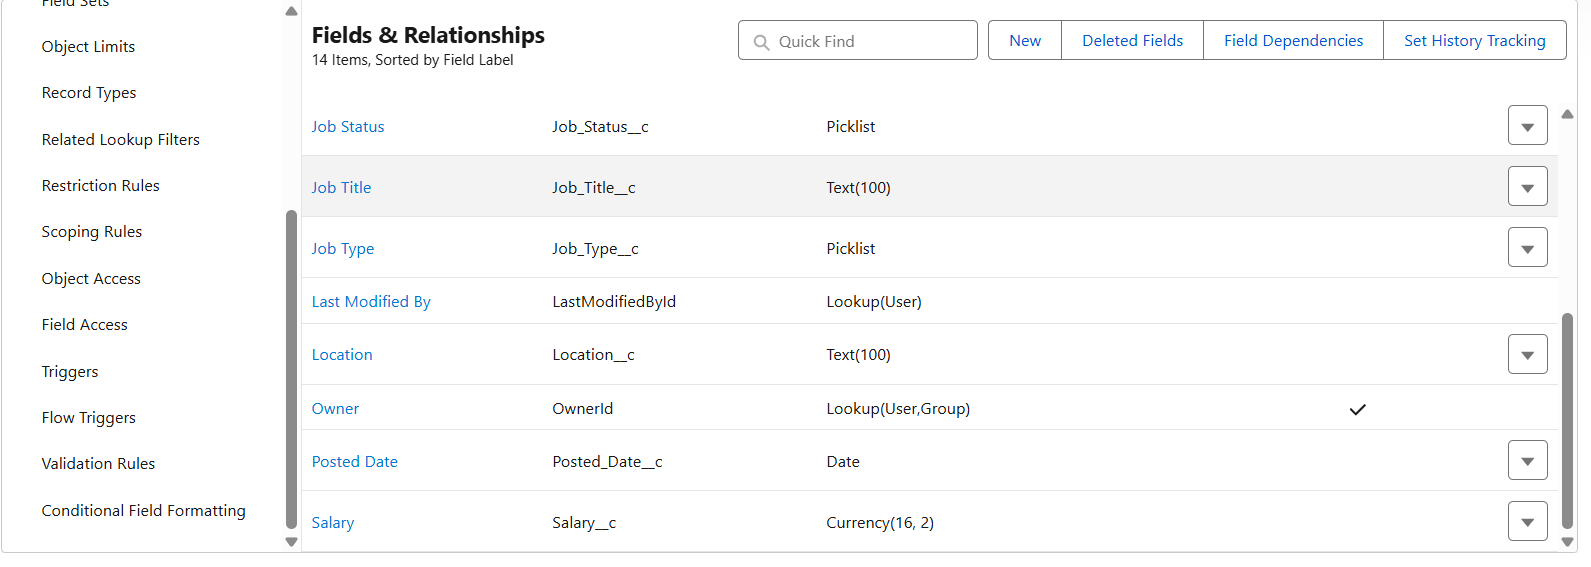 Field Sets
Object Limits
Record Types
Related Lookup Filters
Restriction Rules
Scoping Rules
Object Access
Field Access
Triggers
Flow Triggers
Validation Rules
Conditional Field Formatting
Fields & Relationships
14 Items, Sorted by Field Label
Quick Find
New Deleted Fields Field Dependencies Set History Tracking
Job Status Job_Status__c Picklist
Job Title Job_Title__c Text(100)
Job Type Job_Type__c Picklist
Last Modified By LastModifiedById Lookup(User)
Location Location__c Text(100)
Owner OwnerId Lookup(User,Group)
Posted Date Posted_Date__c Date
Salary Salary__c Currency(16, 2)